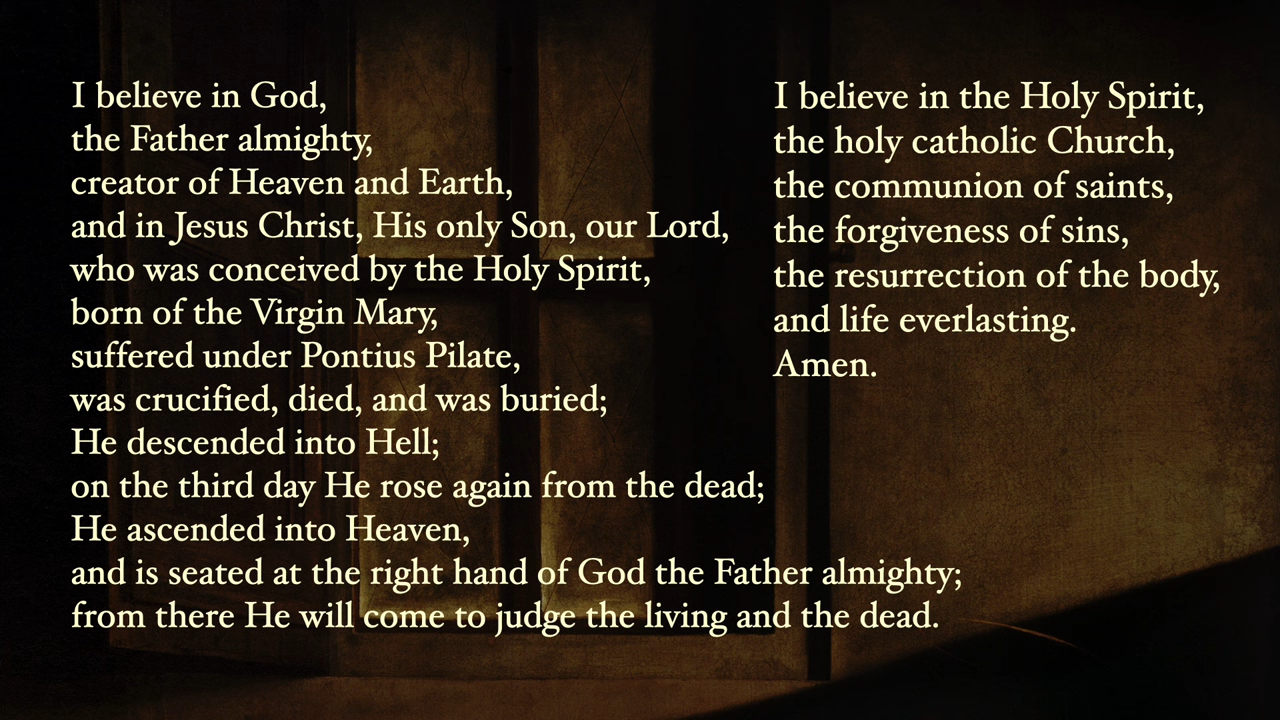 I believe in God,
the Father almighty,
creator of Heaven and Earth,
and in Jesus Christ, His only Son, our Lord,
who was conceived by the Holy Spirit,
born of the Virgin Mary,
suffered under Pontius Pilate,
was crucified, died, and was buried;
He descended into Hell;
on the third day He rose again from the dead;
He ascended into Heaven,
and is seated at the right hand of God the Father almighty;
from there He will come to judge the living and the dead.
I believe in the Holy Spirit,
the holy catholic Church,
the communion of saints,
the forgiveness of sins,
the resurrection of the body,
and life everlasting.
Amen.